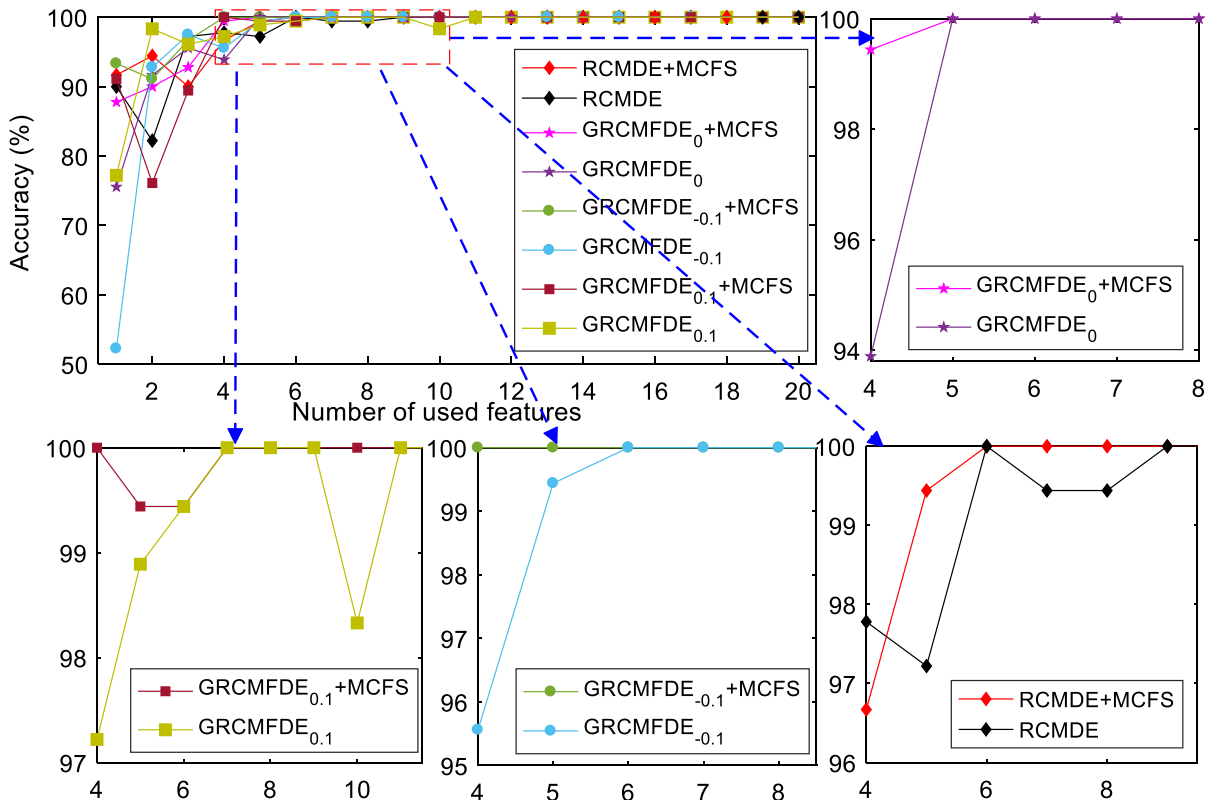 Accuracy (%)
100
90
80
70
60
50
2 4 6 8 10 12 14 16 18 20
Number of used features
RCMDE+MCFS
RCMDE
GRCMFDE0+MCFS
GRCMFDE0
GRCMFDE-0.1+MCFS
GRCMFDE-0.1
GRCMFDE0.1+MCFS
GRCMFDE0.1
100
98
96
94
4 5 6 7 8
GRCMFDE0+MCFS
GRCMFDE0
100
99
98
97
4 6 8 10
GRCMFDE0.1+MCFS
GRCMFDE0.1
100
99
98
97
96
95
4 5 6 7 8
GRCMFDE-0.1+MCFS
GRCMFDE-0.1
100
99
98
97
96
4 6 8
RCMDE+MCFS
RCMDE